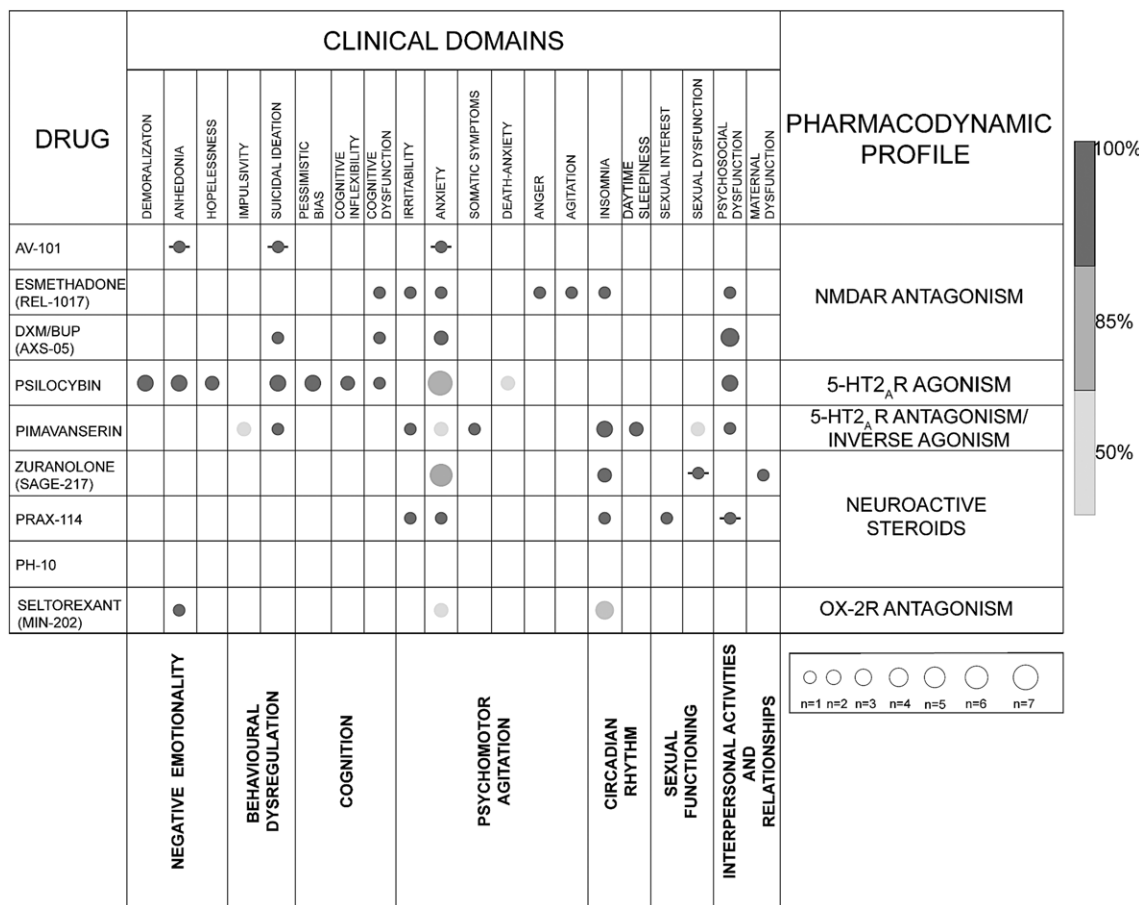 CLINICAL DOMAINS
DRUG
DEMORALIZATON
ANHEDONIA
HOPELESSNESS
IMPULSIVITY
SUICIDAL IDEATION
PESSIMISTIC
BIAS
COGNITIVE
INFLEXIBILITY
COGNITIVE
DYSFUNCTION
IRRITABILITY
ANXIETY
SOMATIC SYMPTOMS
DEATH-ANXIETY
ANGER
AGITATION
INSOMNIA
DAYTIME
SLEEPINESS
SEXUAL INTEREST
SEXUAL DYSFUNCTION
PSYCHOSOCIAL
DYSFUNCTION
MATERNAL
DYSFUNCTION
PHARMACODYNAMIC
PROFILE
100%
85%
50%
AV-101
ESMETHADONE
(REL-1017)
NMDAR ANTAGONISM
DXM/BUP
(AXS-05)
PSILOCYBIN
5-HT2AR AGONISM
PIMAVANSERIN
5-HT2AR ANTAGONISM/
INVERSE AGONISM
ZURANOLONE
(SAGE-217)
NEUROACTIVE
STEROIDS
PRAX-114
PH-10
SELTOREXANT
(MIN-202)
OX-2R ANTAGONISM
NEGATIVE EMOTIONALITY
BEHAVIOURAL
DYSREGULATION
COGNITION
PSYCHOMOTOR
AGITATION
CIRCADIAN
RHYTHM
SEXUAL
FUNCTIONING
INTERPERSONAL ACTIVITIES
AND
RELATIONSHIPS
n=1 n=2 n=3 n=4 n=5 n=6 n=7